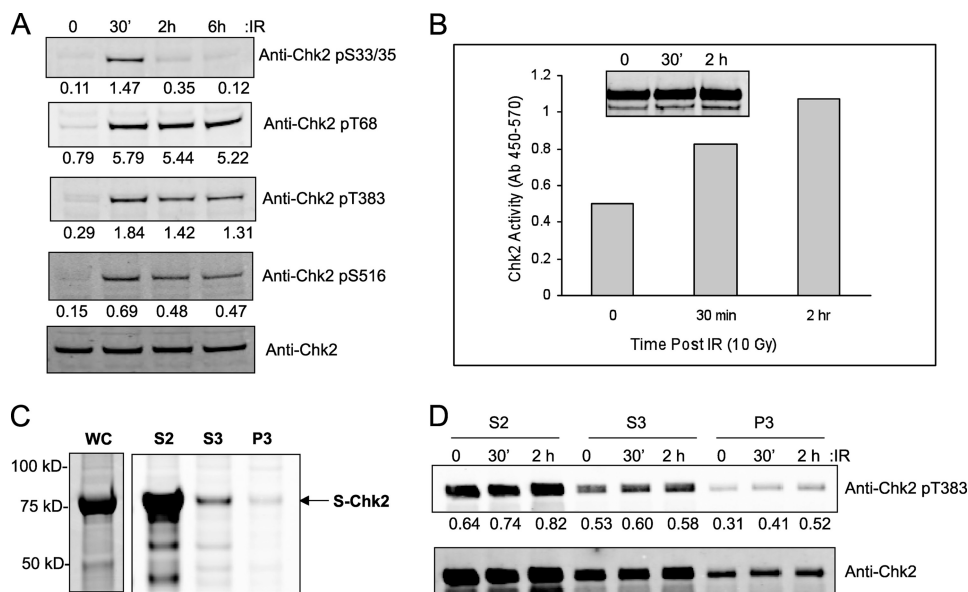 A
0 30' 2h 6h :IR
Anti-Chk2 pS33/35
0.11 1.47 0.35 0.12
Anti-Chk2 pT68
0.79 5.79 5.44 5.22
Anti-Chk2 pT383
0.29 1.84 1.42 1.31
Anti-Chk2 pS516
0.15 0.69 0.48 0.47
Anti-Chk2
B
0 30' 2 h
Chk2 Activity (Ab 450-570)
1.2
1
0.8
0.6
0.4
0.2
0
0 30 min 2 hr
Time Post IR (10 Gy)
C
WC S2 S3 P3
100 kD-
75 kD-
50 kD-
S-Chk2
D
S2 S3 P3
0 30' 2 h 0 30' 2 h 0 30' 2 h :IR
Anti-Chk2 pT383
0.64 0.74 0.82 0.53 0.60 0.58 0.31 0.41 0.52
Anti-Chk2